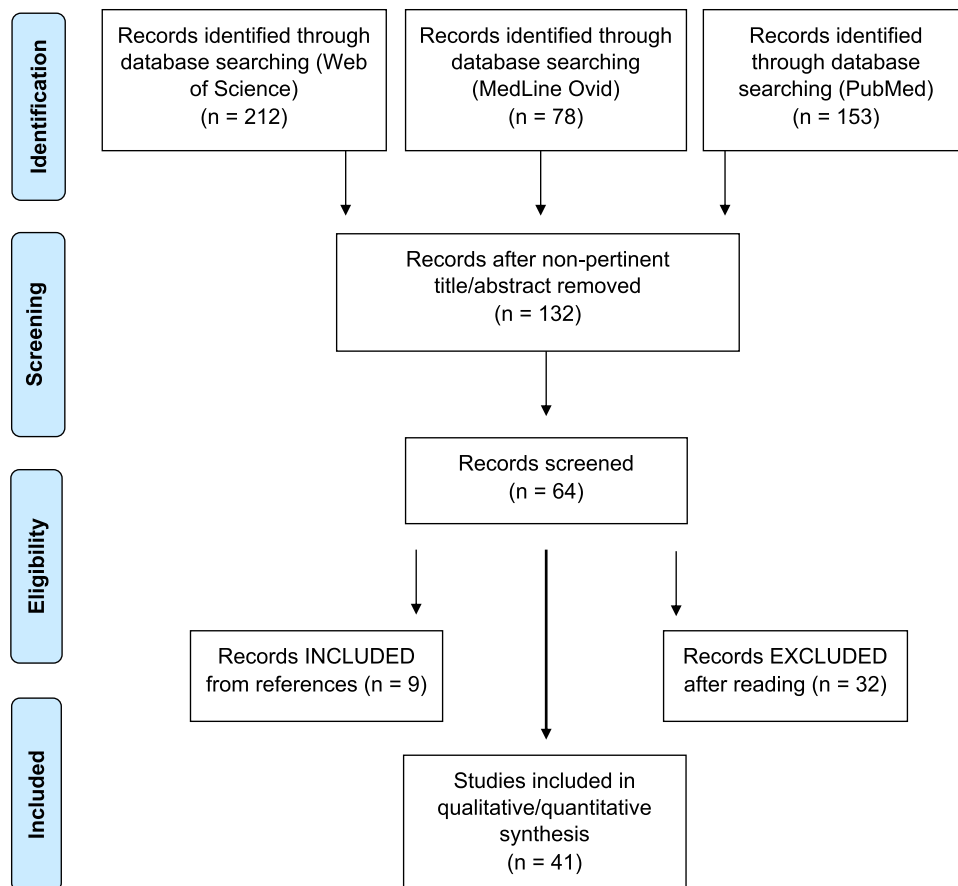 Identification
Records identified through
database searching (Web
of Science)
(n = 212)
Records identified through
database searching
(MedLine Ovid)
(n = 78)
Records identified
through database
searching (PubMed)
(n = 153)
Screening
Records after non-pertinent
title/abstract removed
(n = 132)
Records screened
(n = 64)
Eligibility
Records INCLUDED
from references (n = 9)
Records EXCLUDED
after reading (n = 32)
Included
Studies included in
qualitative/quantitative
synthesis
(n = 41)